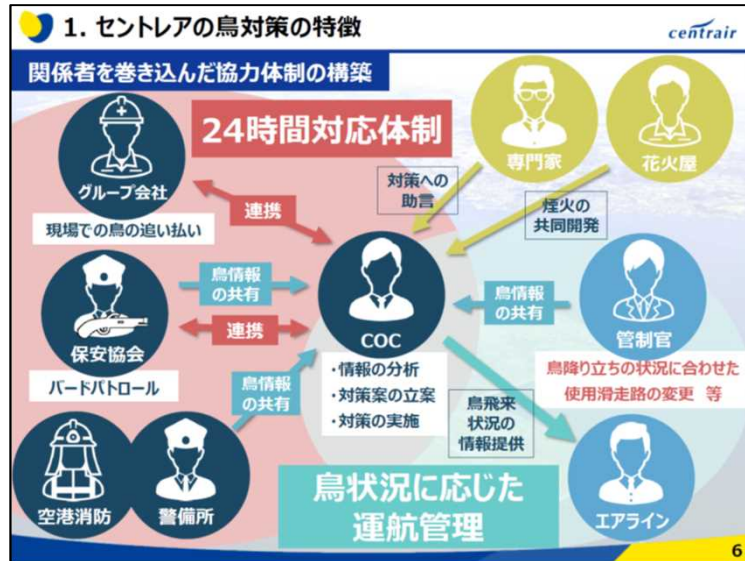 1. セントレアの鳥対策の特徴
centrair
関係者を巻き込んだ協力体制の構築
24時間対応体制
グループ会社
現場での鳥の追い払い
連携
専門家
花火屋
対策への
助言
煙火の
共同開発
保安協会
バードパトロール
鳥情報
の共有
連携
COC
・情報の分析
・対策案の立案
・対策の実施
鳥情報
の共有
管制官
鳥降り立ちの状況に合わせた
使用滑走路の変更 等
鳥情報
の共有
鳥飛来
状況の
情報提供
空港消防
警備所
鳥状況に応じた
運航管理
エアライン
6